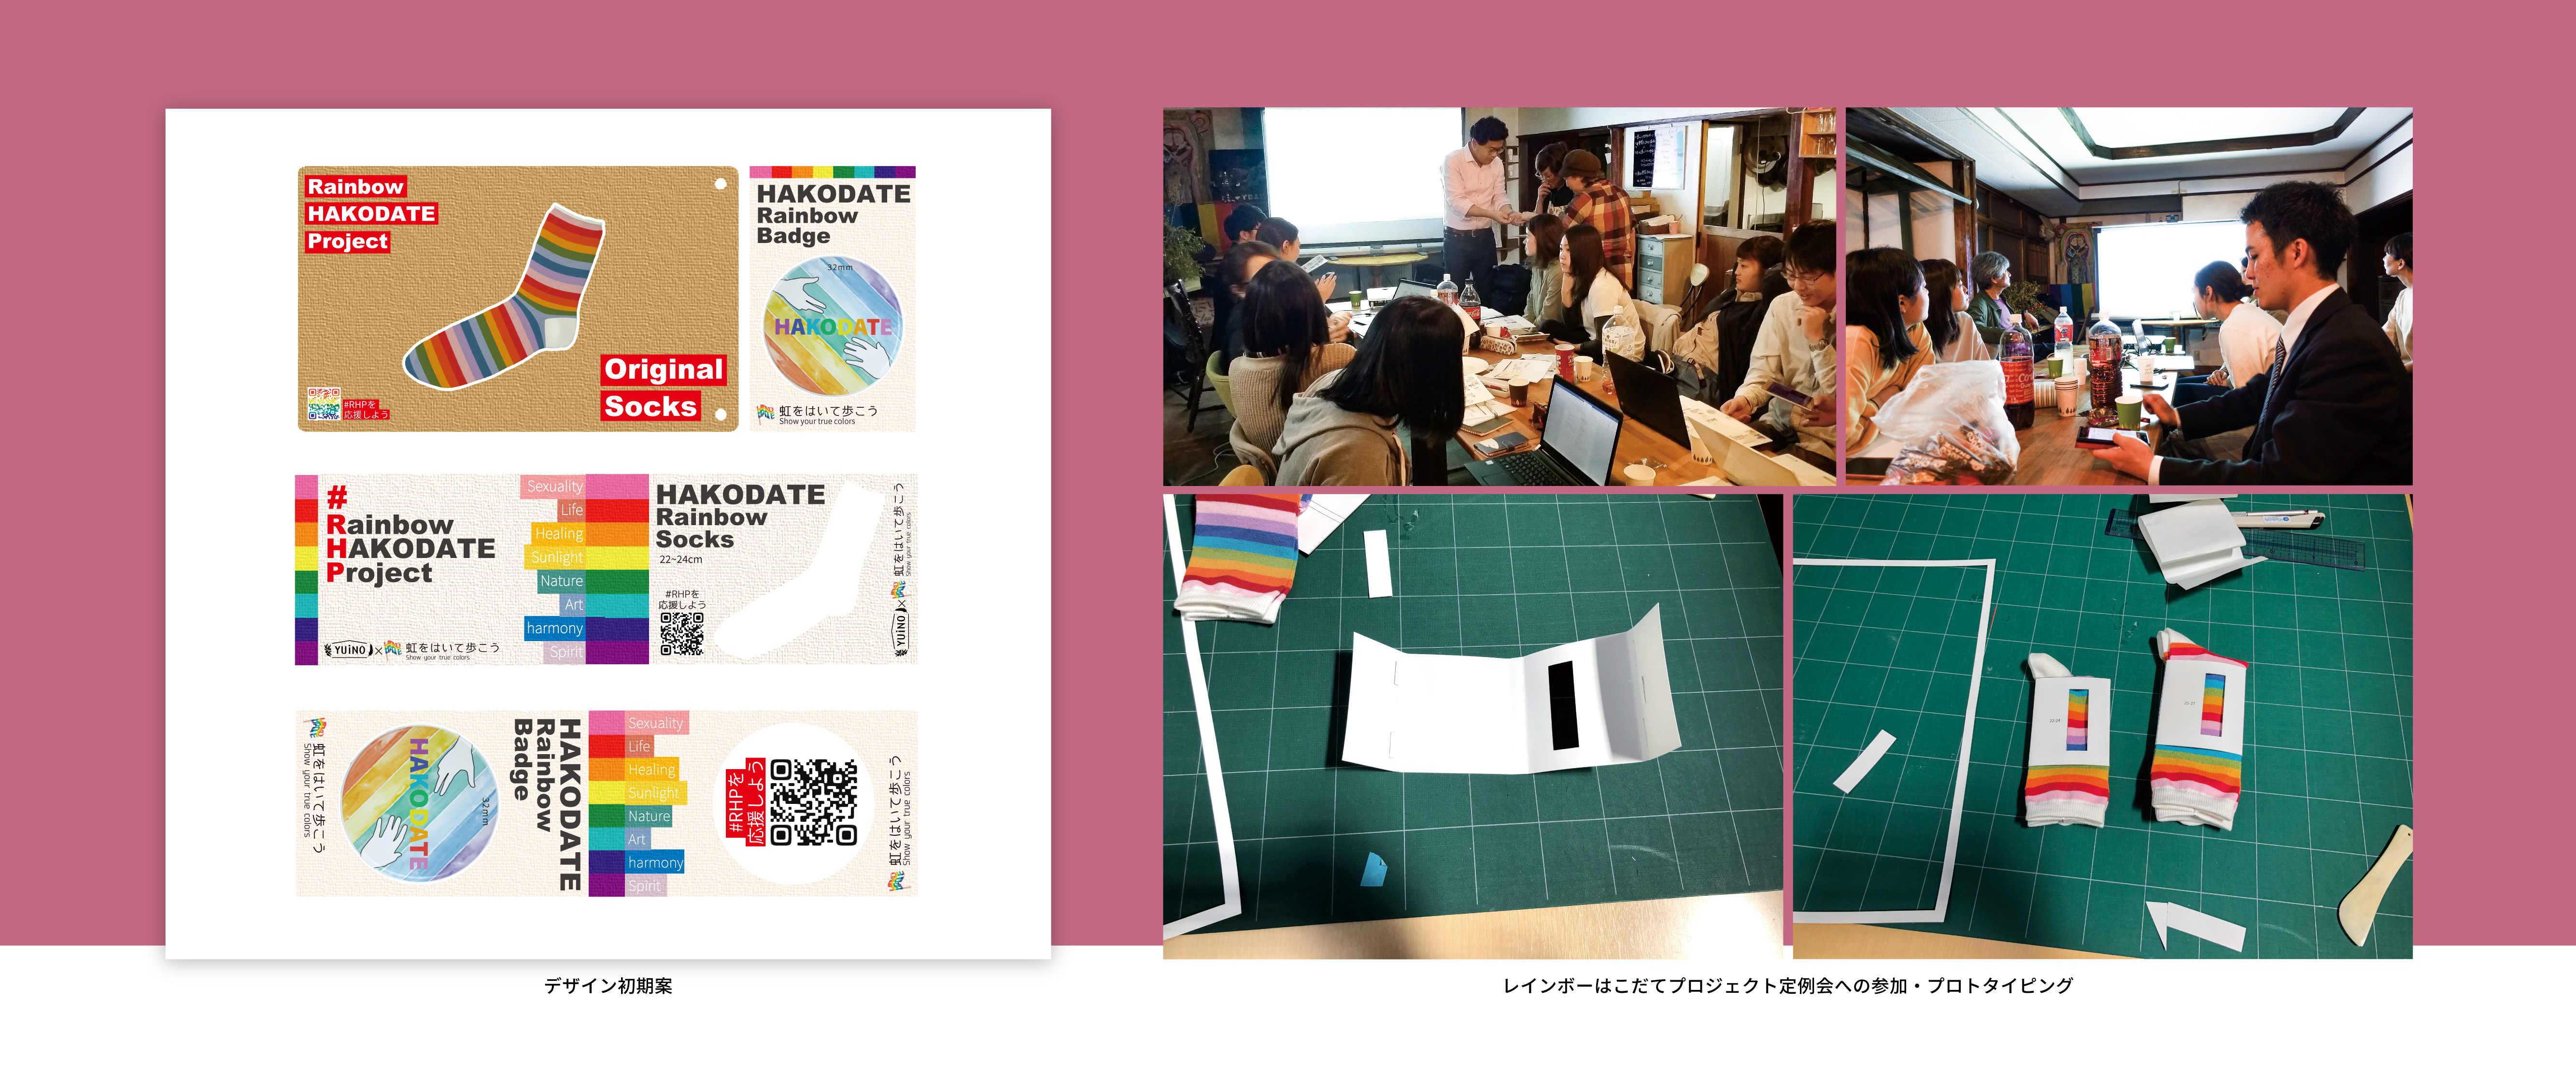 Rainbow
HAKODATE
Project
Original
Socks
#RHPを
応援しよう
HAKODATE
Rainbow
Badge
32mm
HAKODATE
虹をはいて歩こう
Show your true colors
#
Rainbow
HAKODATE
Project
YUiNO × 虹をはいて歩こう
Show your true colors
Sexuality
Life
Healing
Sunlight
Nature
Art
harmony
Spirit
HAKODATE
Rainbow
Socks
22~24cm
#RHPを
応援しよう
YUiNO × 虹をはいて歩こう
Show your true colors
虹をはいて歩こう
Show your true colors
HAKODATE
32mm
HAKODATE
Rainbow
Badge
Sexuality
Life
Healing
Sunlight
Nature
Art
harmony
Spirit
#RHPを
応援しよう
虹をはいて歩こう
Show your true colors
デザイン初期案
レインボーはこだてプロジェクト定例会への参加・プロトタイピング